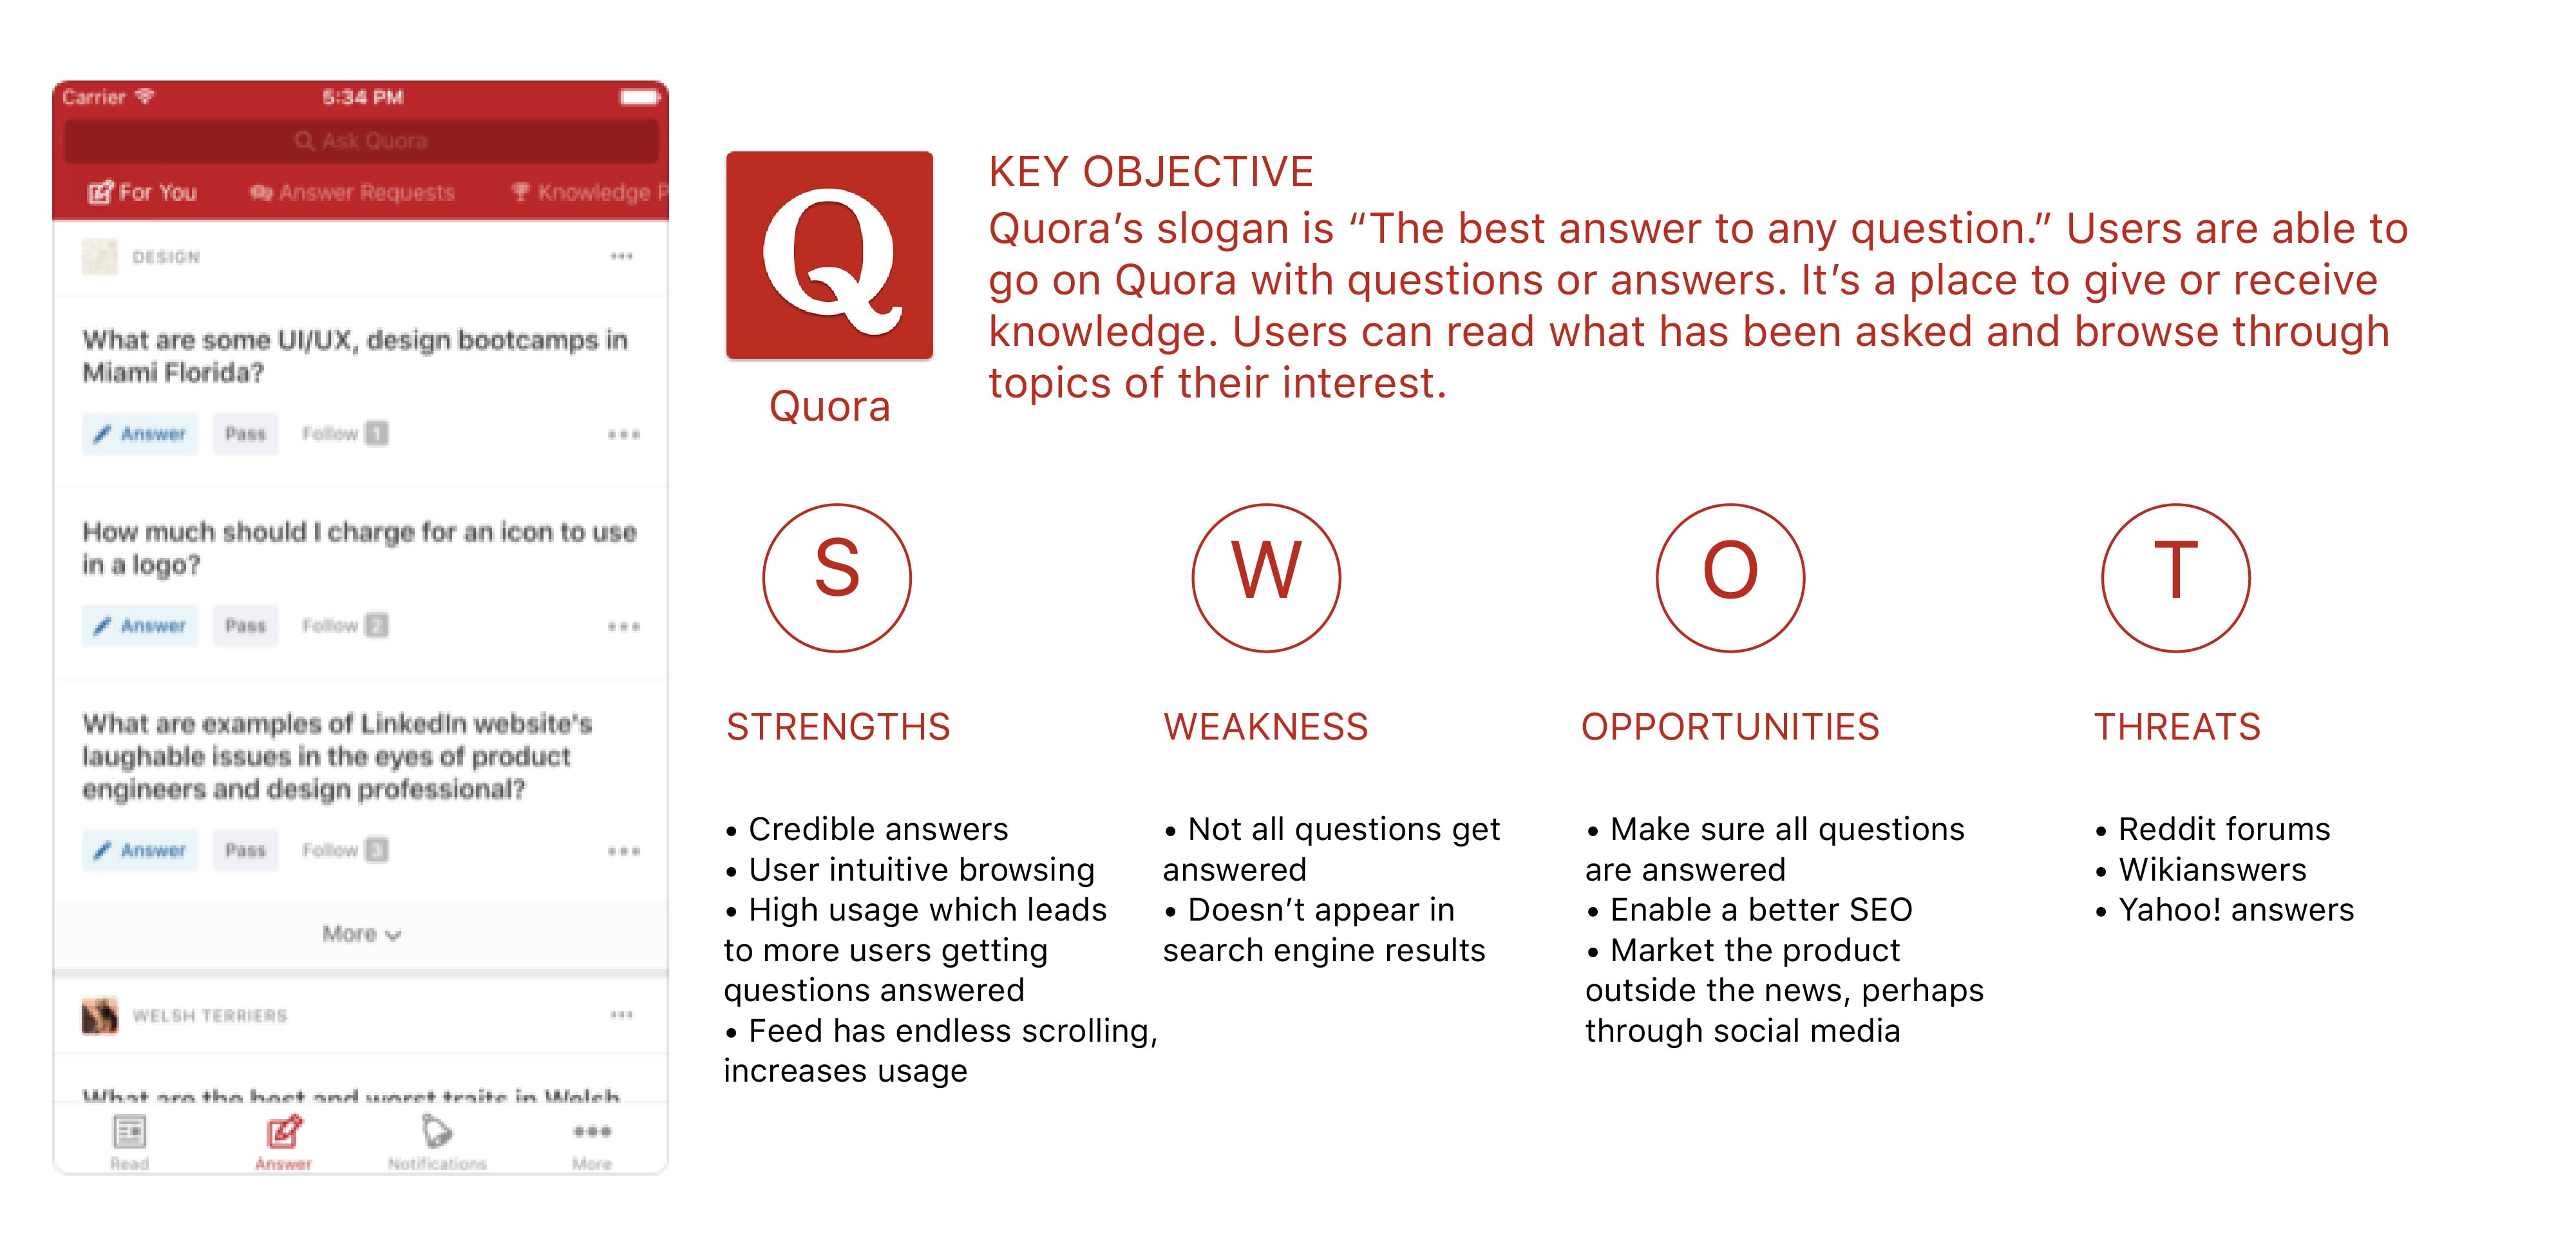 Carrier 5:34 PM
Ask Quora
For You Answer Requests Knowledge P
DESIGN
What are some UI/UX, design bootcamps in
Miami Florida?
Answer Pass Follow 1
How much should I charge for an icon to use
in a logo?
Answer Pass Follow 2
What are examples of LinkedIn website's
laughable issues in the eyes of product
engineers and design professional?
Answer Pass Follow 3
More
WELSH TERRIERS
What are the best and worst traits in Welsh
Read Answer Notifications More
Q
Quora
KEY OBJECTIVE
Quora’s slogan is “The best answer to any question.” Users are able to
go on Quora with questions or answers. It’s a place to give or receive
knowledge. Users can read what has been asked and browse through
topics of their interest.
S
STRENGTHS
• Credible answers
• User intuitive browsing
• High usage which leads
to more users getting
questions answered
• Feed has endless scrolling,
increases usage
W
WEAKNESS
• Not all questions get
answered
• Doesn’t appear in
search engine results
O
OPPORTUNITIES
• Make sure all questions
are answered
• Enable a better SEO
• Market the product
outside the news, perhaps
through social media
T
THREATS
• Reddit forums
• Wikianswers
• Yahoo! answers